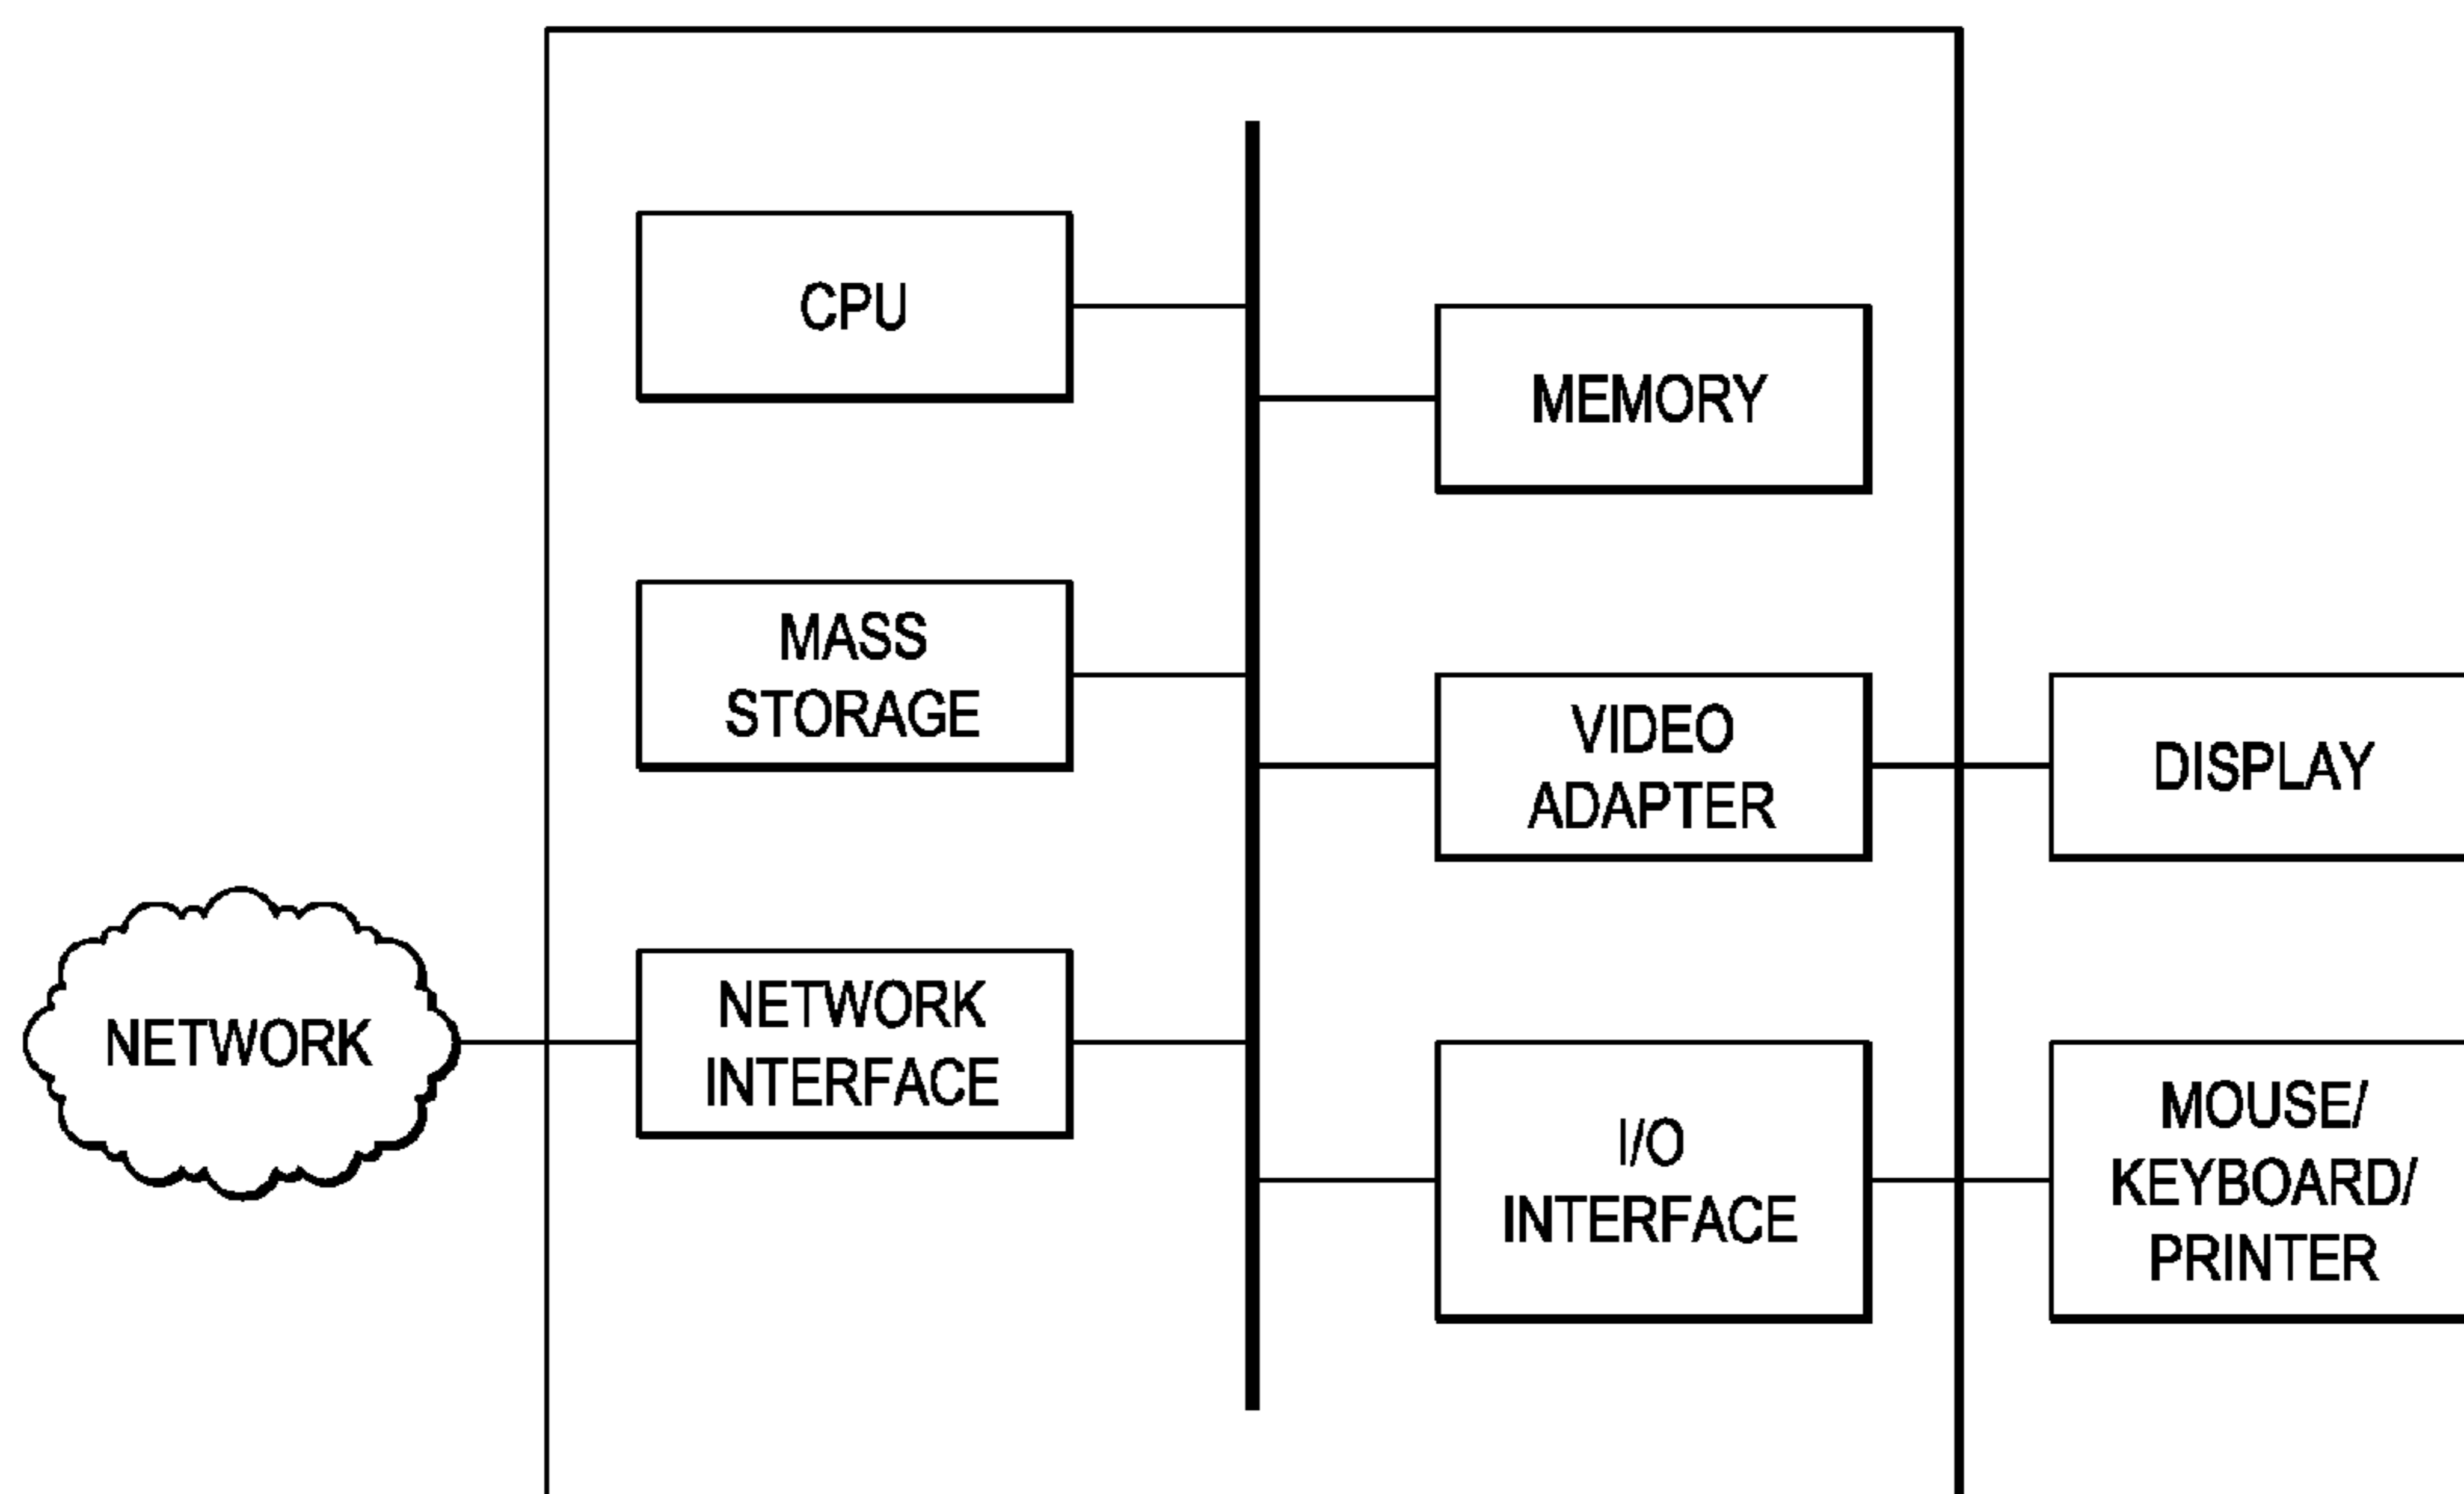 CPU
MEMORY
MASS
STORAGE
VIDEO
ADAPTER
DISPLAY
NETWORK
NETWORK
INTERFACE
I/O
INTERFACE
MOUSE/
KEYBOARD/
PRINTER